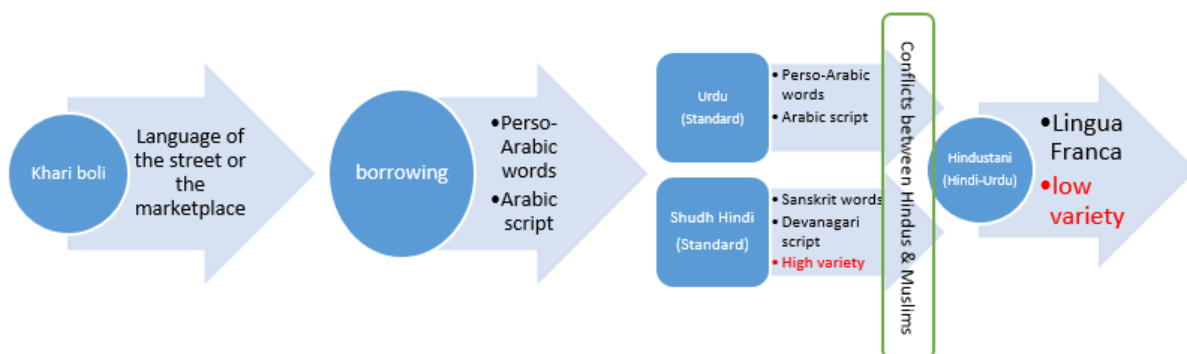 Khari boli
Language of
the street or
the
marketplace
borrowing
•Perso-
Arabic
words
•Arabic
script
Urdu
(Standard)
• Perso-Arabic
words
• Arabic script
Shudh Hindi
(Standard)
• Sanskrit words
• Devanagari
script
• High variety
Conflicts between Hindus & Muslims
Hindustani
(Hindi-Urdu)
•Lingua
Franca
•low
variety